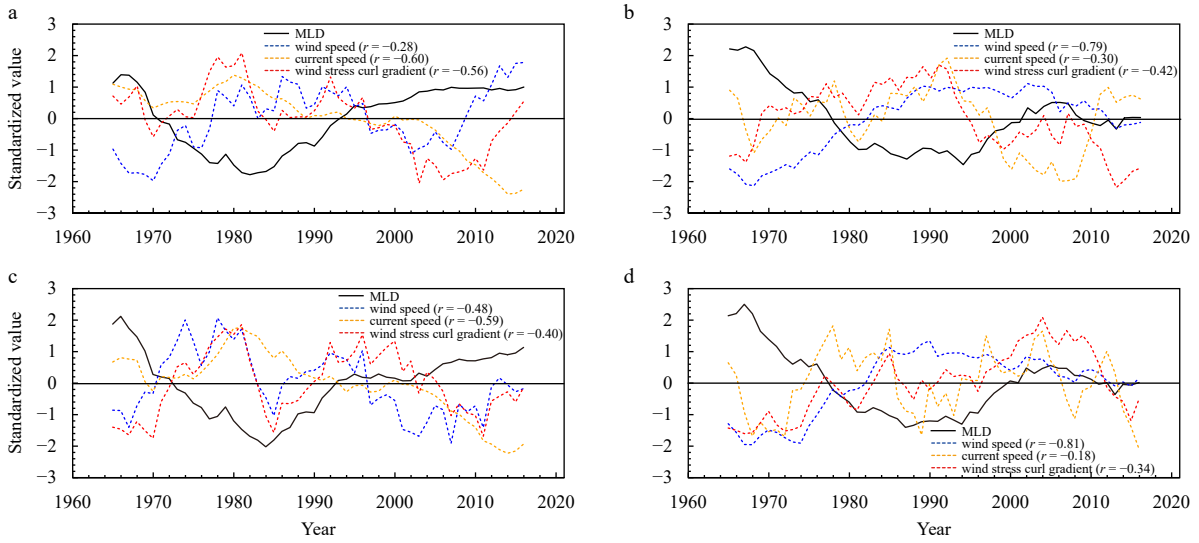 a
3
2
1
0
−1
−2
−3
Standardized value
MLD
wind speed (r = −0.28)
current speed (r = −0.60)
wind stress curl gradient (r = −0.56)
1960 1970 1980 1990 2000 2010 2020
b
3
2
1
0
−1
−2
−3
MLD
wind speed (r = −0.79)
current speed (r = −0.30)
wind stress curl gradient (r = −0.42)
1960 1970 1980 1990 2000 2010 2020
c
3
2
1
0
−1
−2
−3
Standardized value
MLD
wind speed (r = −0.48)
current speed (r = −0.59)
wind stress curl gradient (r = −0.40)
1960 1970 1980 1990 2000 2010 2020
Year
d
3
2
1
0
−1
−2
−3
MLD
wind speed (r = −0.81)
current speed (r = −0.18)
wind stress curl gradient (r = −0.34)
1960 1970 1980 1990 2000 2010 2020
Year